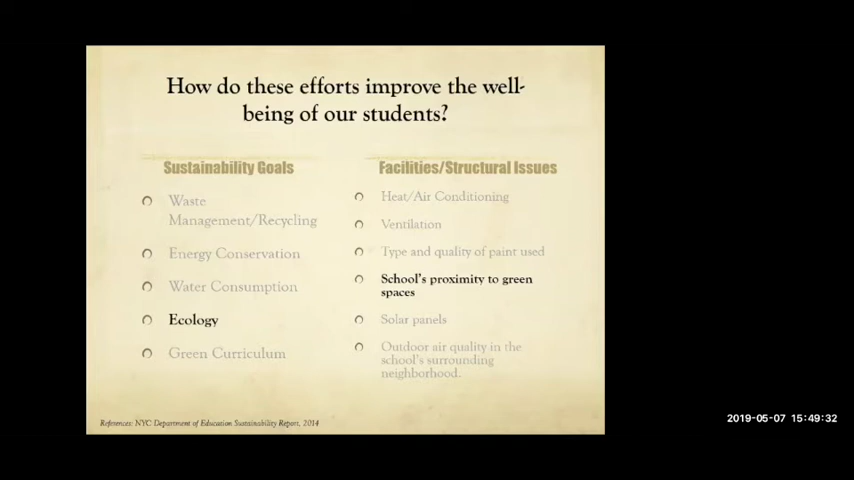 How do these efforts improve the well-
being of our students?
Sustainability Goals
Waste
Management/Recycling
Energy Conservation
Water Consumption
Ecology
Green Curriculum
Facilities/Structural Issues
Heat/Air Conditioning
Ventilation
Type and quality of paint used
School's proximity to green
spaces
Solar panels
Outdoor air quality in the
school's surrounding
neighborhood.
References: NYC Department of Education Sustainability Report, 2014
2019-05-07 15:49:32